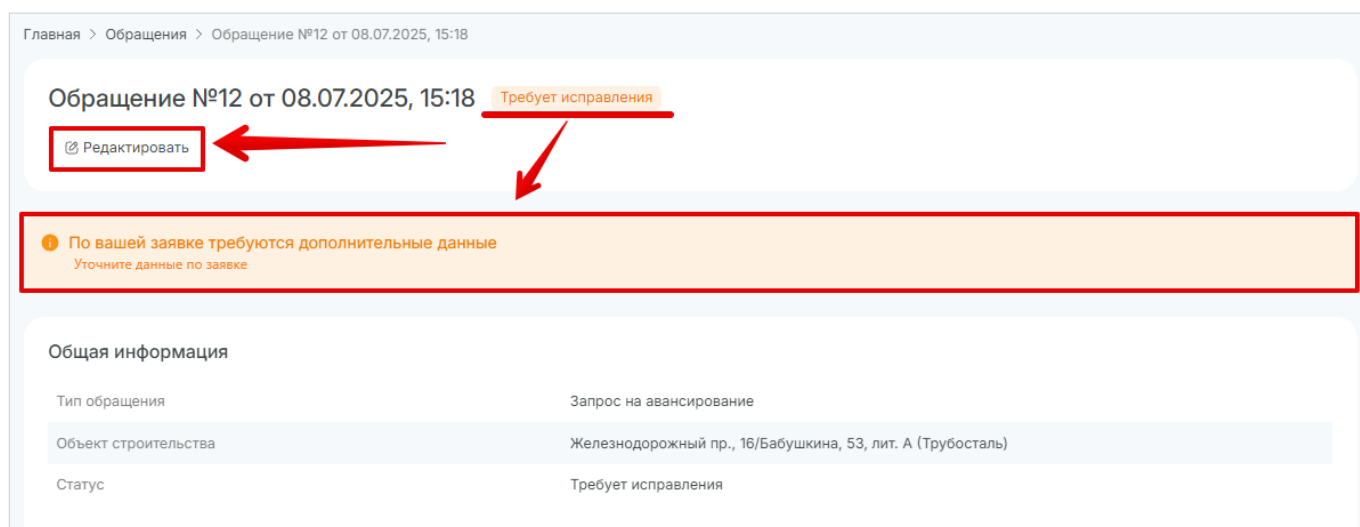 Главная > Обращения > Обращение №12 от 08.07.2025, 15:18
Обращение №12 от 08.07.2025, 15:18 Требует исправления
Редактировать
По вашей заявке требуются дополнительные данные
Уточните данные по заявке
Общая информация
Тип обращения Запрос на авансирование
Объект строительства Железнодорожный пр., 16/Бабушкина, 53, лит. А (Трубосталь)
Статус Требует исправления